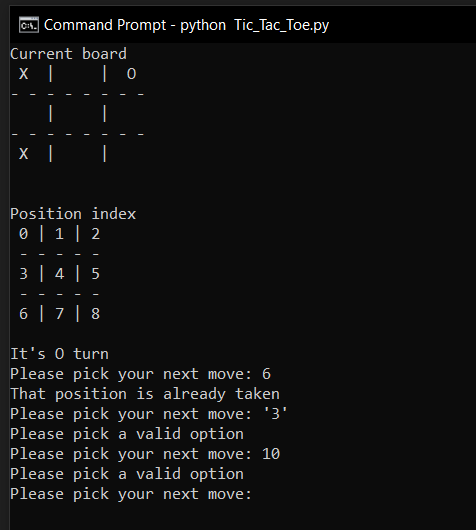 Command Prompt - python  Tic_Tac_Toe.py
Current board
 X  |     |  O
- - - - - - - -
    |     |
- - - - - - - -
 X  |     |
Position index
 0 | 1 | 2
 - - - - -
 3 | 4 | 5
 - - - - -
 6 | 7 | 8
It's O turn
Please pick your next move: 6
That position is already taken
Please pick your next move: '3'
Please pick a valid option
Please pick your next move: 10
Please pick a valid option
Please pick your next move: